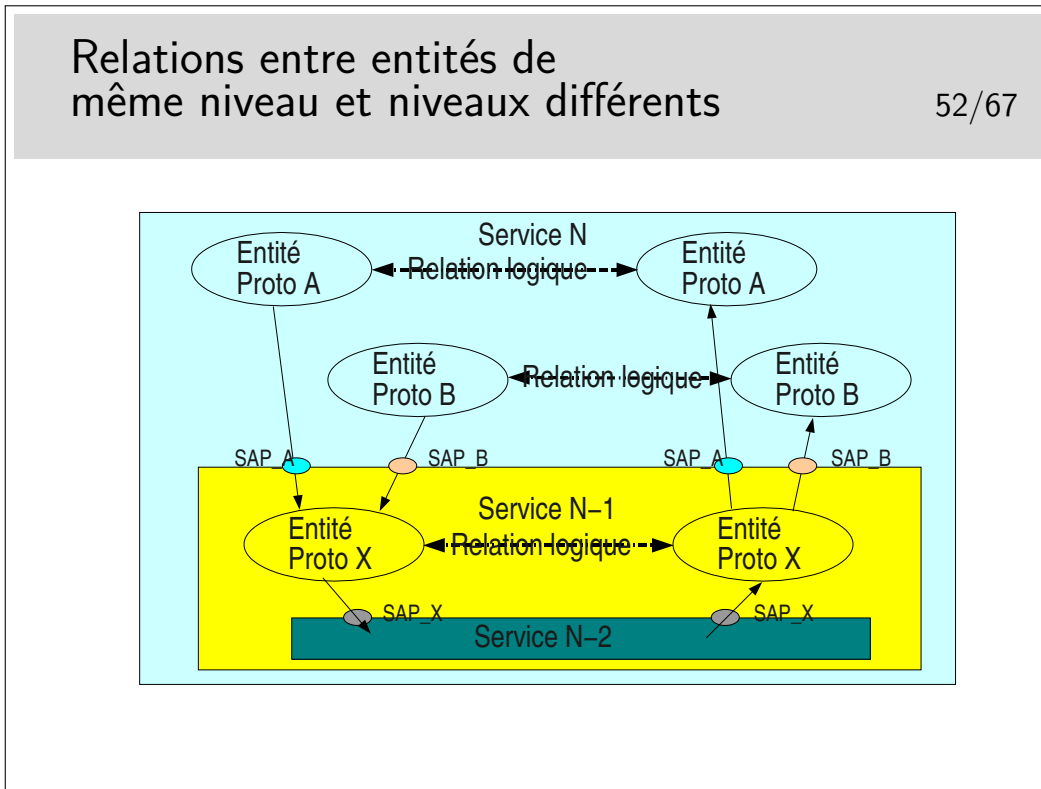 Relations entre entités de
même niveau et niveaux différents 52/67
Service N
Entité
Proto A
Relation logique
Entité
Proto A
Entité
Proto B
Relation logique
Entité
Proto B
SAP_A
SAP_B
SAP_A
SAP_B
Service N−1
Entité
Proto X
Relation logique
Entité
Proto X
SAP_X
SAP_X
Service N−2